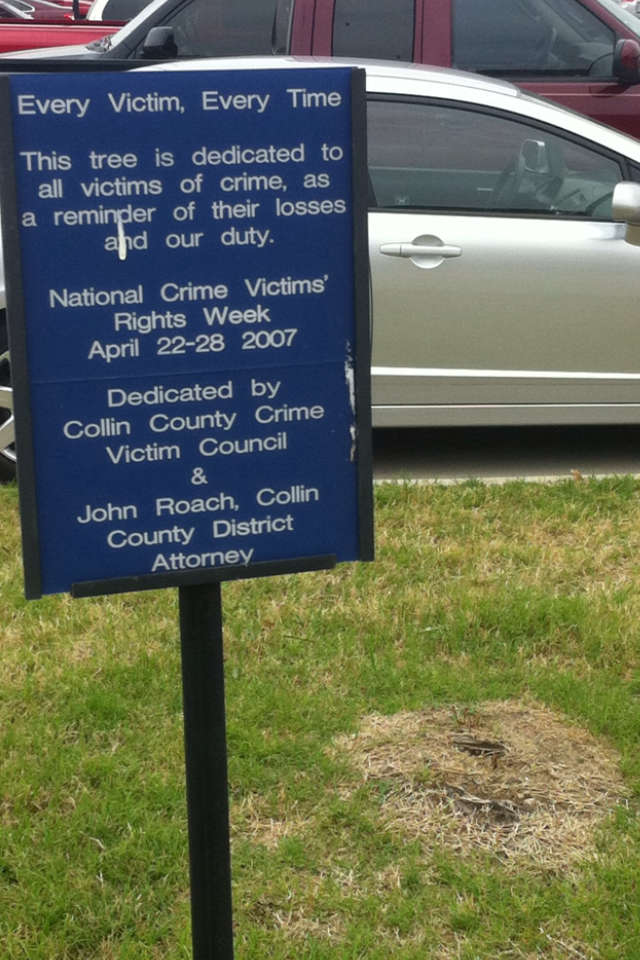 Every Victim, Every Time
This tree is dedicated to
all victims of crime, as
a reminder of their losses
and our duty.
National Crime Victims'
Rights Week
April 22-28 2007
Dedicated by
Collin County Crime
Victim Council
&
John Roach, Collin
County District
Attorney